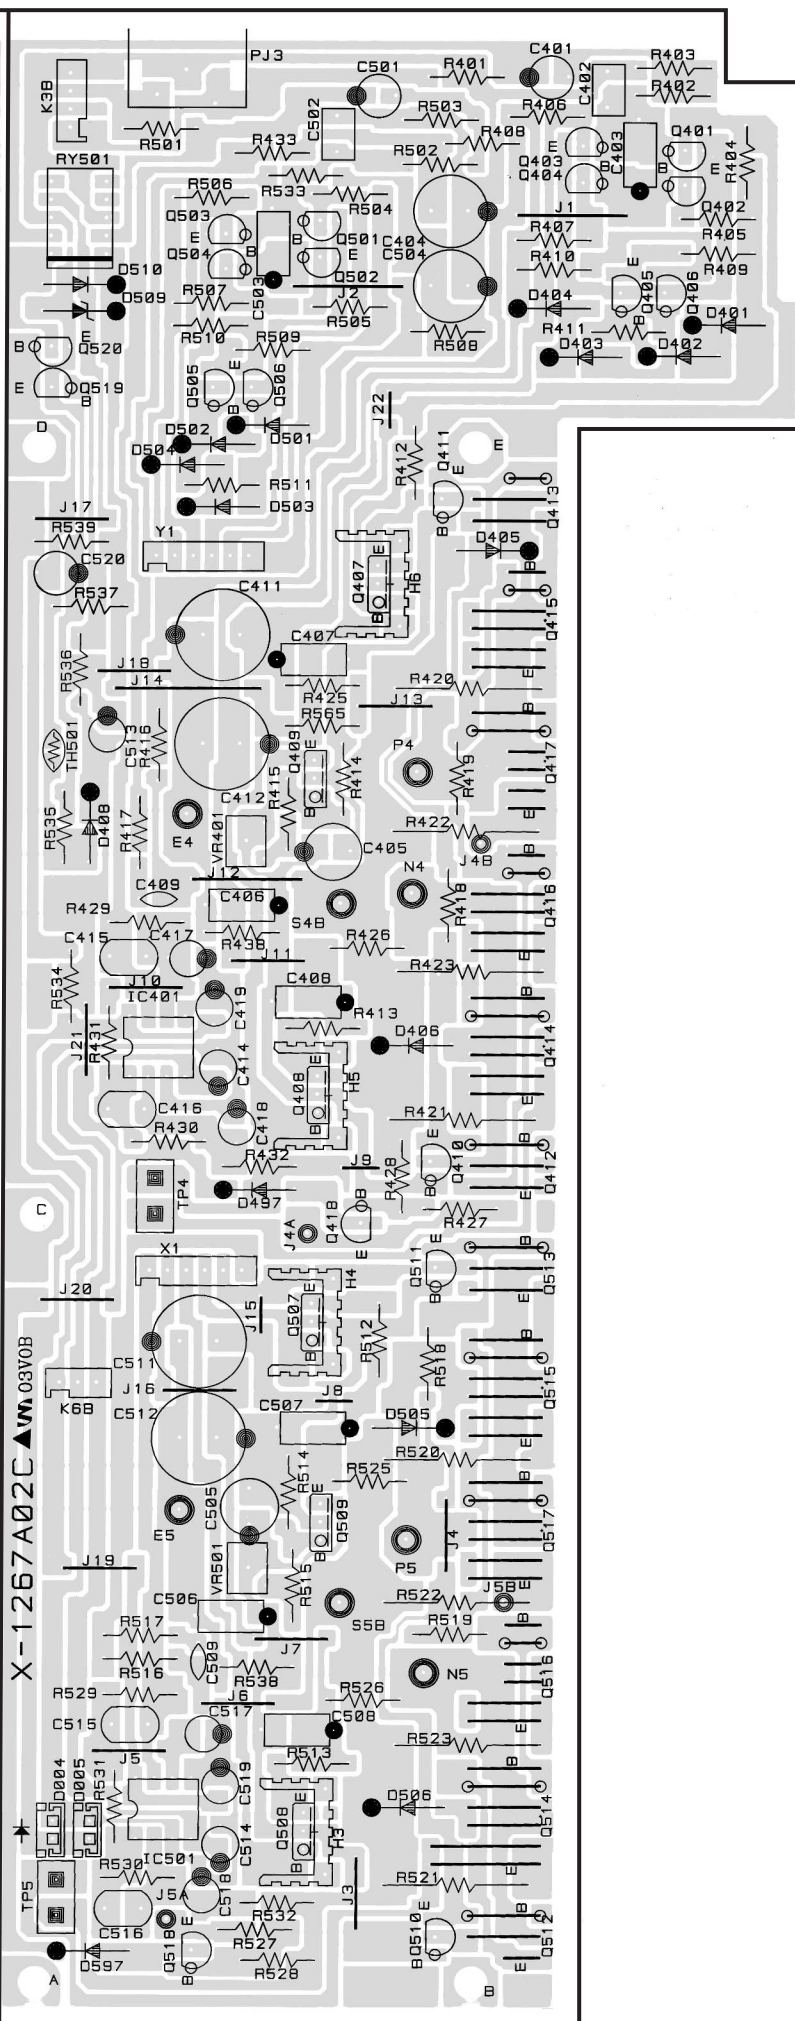 PJ3
K3B
R501
RY501
C501
C502
R433
R533
R504
R401
R503
R502
R408
C401
R406
C402
R403
R402
Q403
Q404
E
C403
B
B
Q401
E
R404
Q402
R405
R409
J1
R407
R410
C404
C504
R506
Q503
E
Q504
B
C503
B
Q501
E
Q502
J2
R505
R507
R510
R509
R508
D510
D509
E
B
Q520
E
Q519
B
D404
R411
E
Q405
Q406
B
D401
D403
D402
Q505
E
Q506
B
D502
D501
D504
R511
D503
J22
D
R412
Q411
E
B
E
Q413
D405
B
J17
R539
Y1
C520
R537
C411
Q407
E
B
H6
Q415
E
C407
R536
J18
J14
R425
R565
R420
J13
B
TH501
C513
R416
Q409
E
B
R414
P4
R419
Q417
E
C412
R415
R535
D408
R417
E4
VR401
C405
R422
J4B
B
J12
C409
C406
S4B
N4
R418
Q416
E
R429
R438
R426
C415
C417
J11
R423
R534
J10
IC401
C419
C408
R413
B
J21
R431
C414
D406
Q414
E
Q408
E
B
H5
C416
C418
R421
R430
R432
J9
R428
E
Q410
B
B
Q412
E
TP4
D497
C
J4A
Q418
B
E
R427
X1
H4
Q511
E
B
B
Q513
E
J20
J15
Q507
E
B
R512
R518
C511
B
Q515
E
J16
K6B
C512
C507
J8
D505
R520
R514
R525
B
C505
Q509
E
B
E5
P5
J4
Q517
E
J19
VR501
R515
R522
J5B
C506
S5B
R519
B
R517
J7
R516
C509
R538
N5
Q516
E
R529
J6
R526
C515
C517
C508
R523
J5
R513
B
D004
D005
R531
C519
D506
Q514
E
IC501
C514
Q508
E
B
H3
TP5
R530
J5A
C518
R532
J3
R521
C516
Q518
E
B
R527
R528
E
Q510
B
B
Q512
E
D597
A
B
X-1267A02C 03V0B